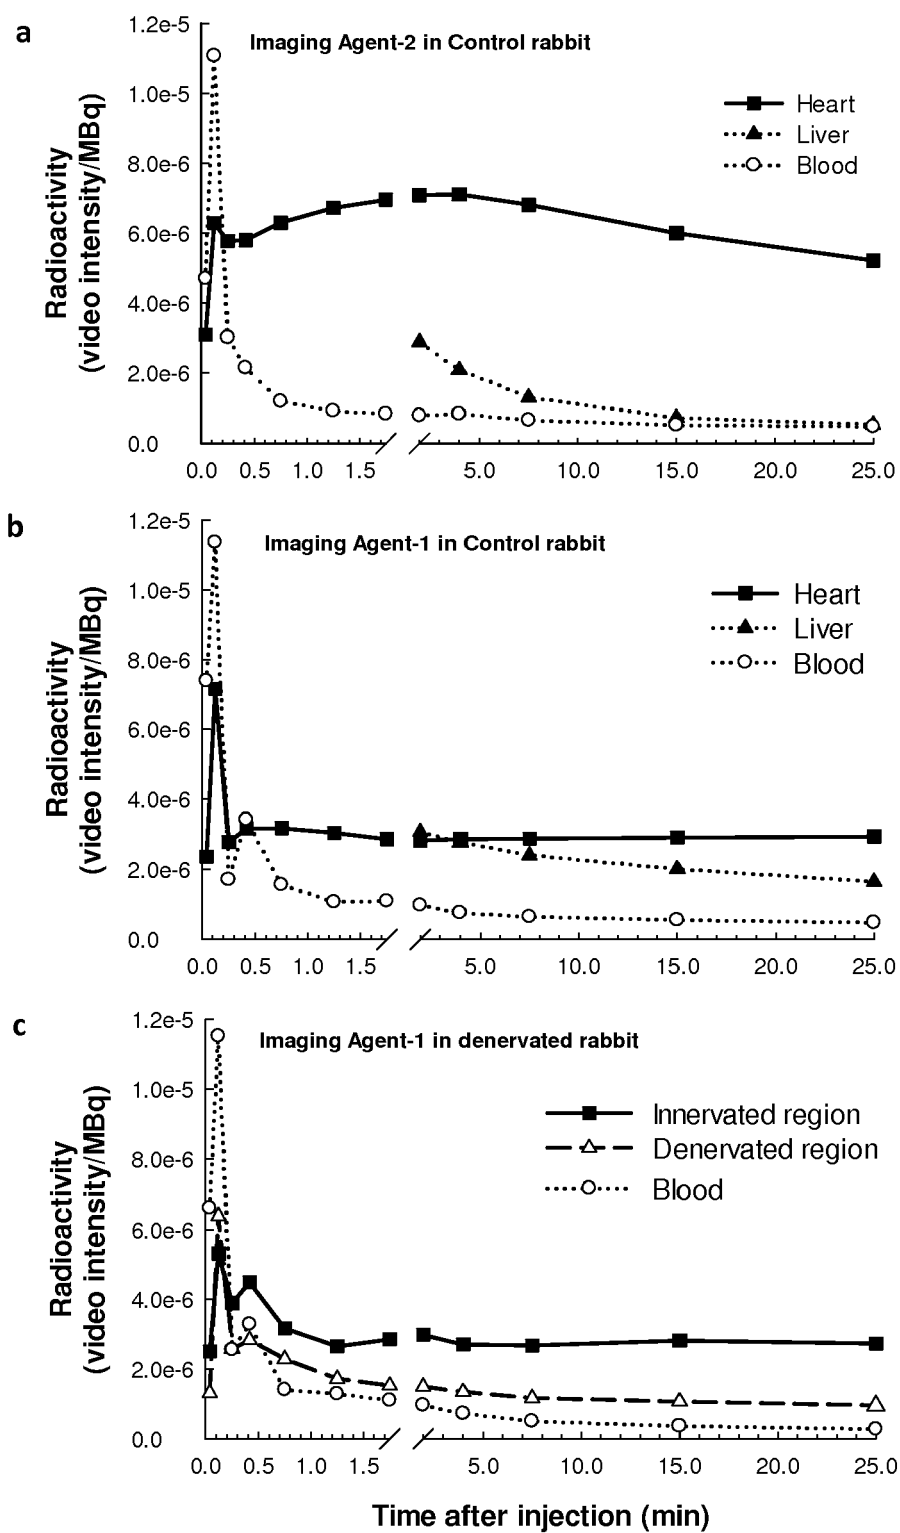 a
Imaging Agent-2 in Control rabbit
Radioactivity
(video intensity/MBq)
1.2e-5
1.0e-5
8.0e-6
6.0e-6
4.0e-6
2.0e-6
0.0
Heart
Liver
Blood
0.0 0.5 1.0 1.5 5.0 10.0 15.0 20.0 25.0
b
Imaging Agent-1 in Control rabbit
Radioactivity
(video intensity/MBq)
1.2e-5
1.0e-5
8.0e-6
6.0e-6
4.0e-6
2.0e-6
0.0
Heart
Liver
Blood
0.0 0.5 1.0 1.5 5.0 10.0 15.0 20.0 25.0
c
Imaging Agent-1 in denervated rabbit
Radioactivity
(video intensity/MBq)
1.2e-5
1.0e-5
8.0e-6
6.0e-6
4.0e-6
2.0e-6
0.0
Innervated region
Denervated region
Blood
0.0 0.5 1.0 1.5 5.0 10.0 15.0 20.0 25.0
Time after injection (min)